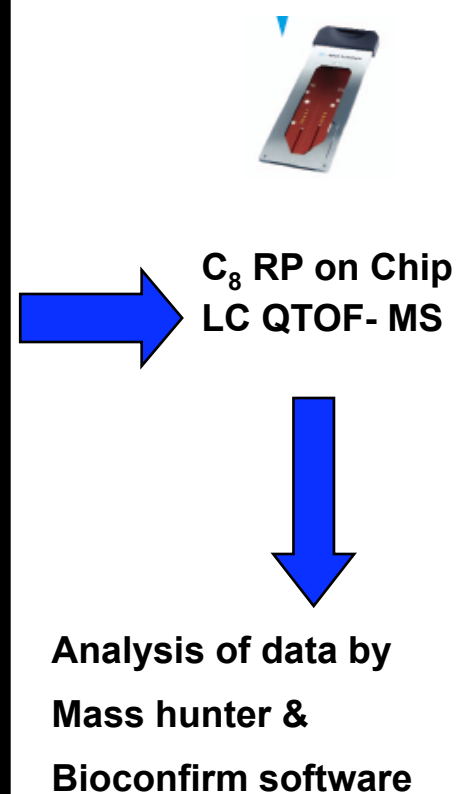 C₈ RP on Chip
LC QTOF- MS
Analysis of data by
Mass hunter &
Bioconfirm software